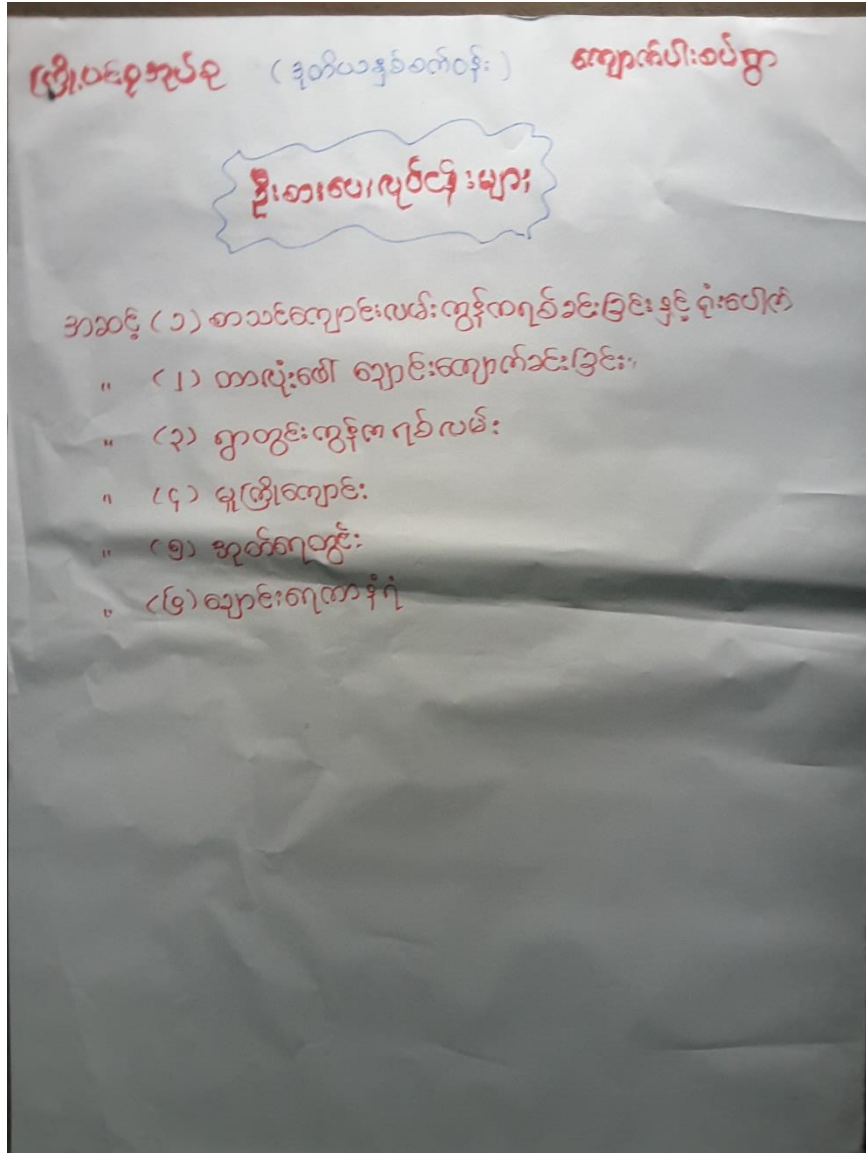 ကြို့ပင်စုအုပ်စု (ဒုတိယနှစ်စက်ဝန်း) ကျောက်ပါးစပ်ရွာ
ဦးစားပေးလုပ်ငန်းများ
အဆင့် (၁) စာသင်ကျောင်းလမ်းကွန်ကရစ်ခင်းခြင်းနှင့် ဂုံးပေါက်
" (၂) တာလုံးပေါ် ချောင်းကျောက်ခင်းခြင်း။
" (၃) ရွာတွင်းကွန်ကရစ်လမ်း
" (၄) မူကြိုကျောင်း
" (၅) အုတ်ရေတွင်း
" (၆) ချောင်းရေကာနံရံ